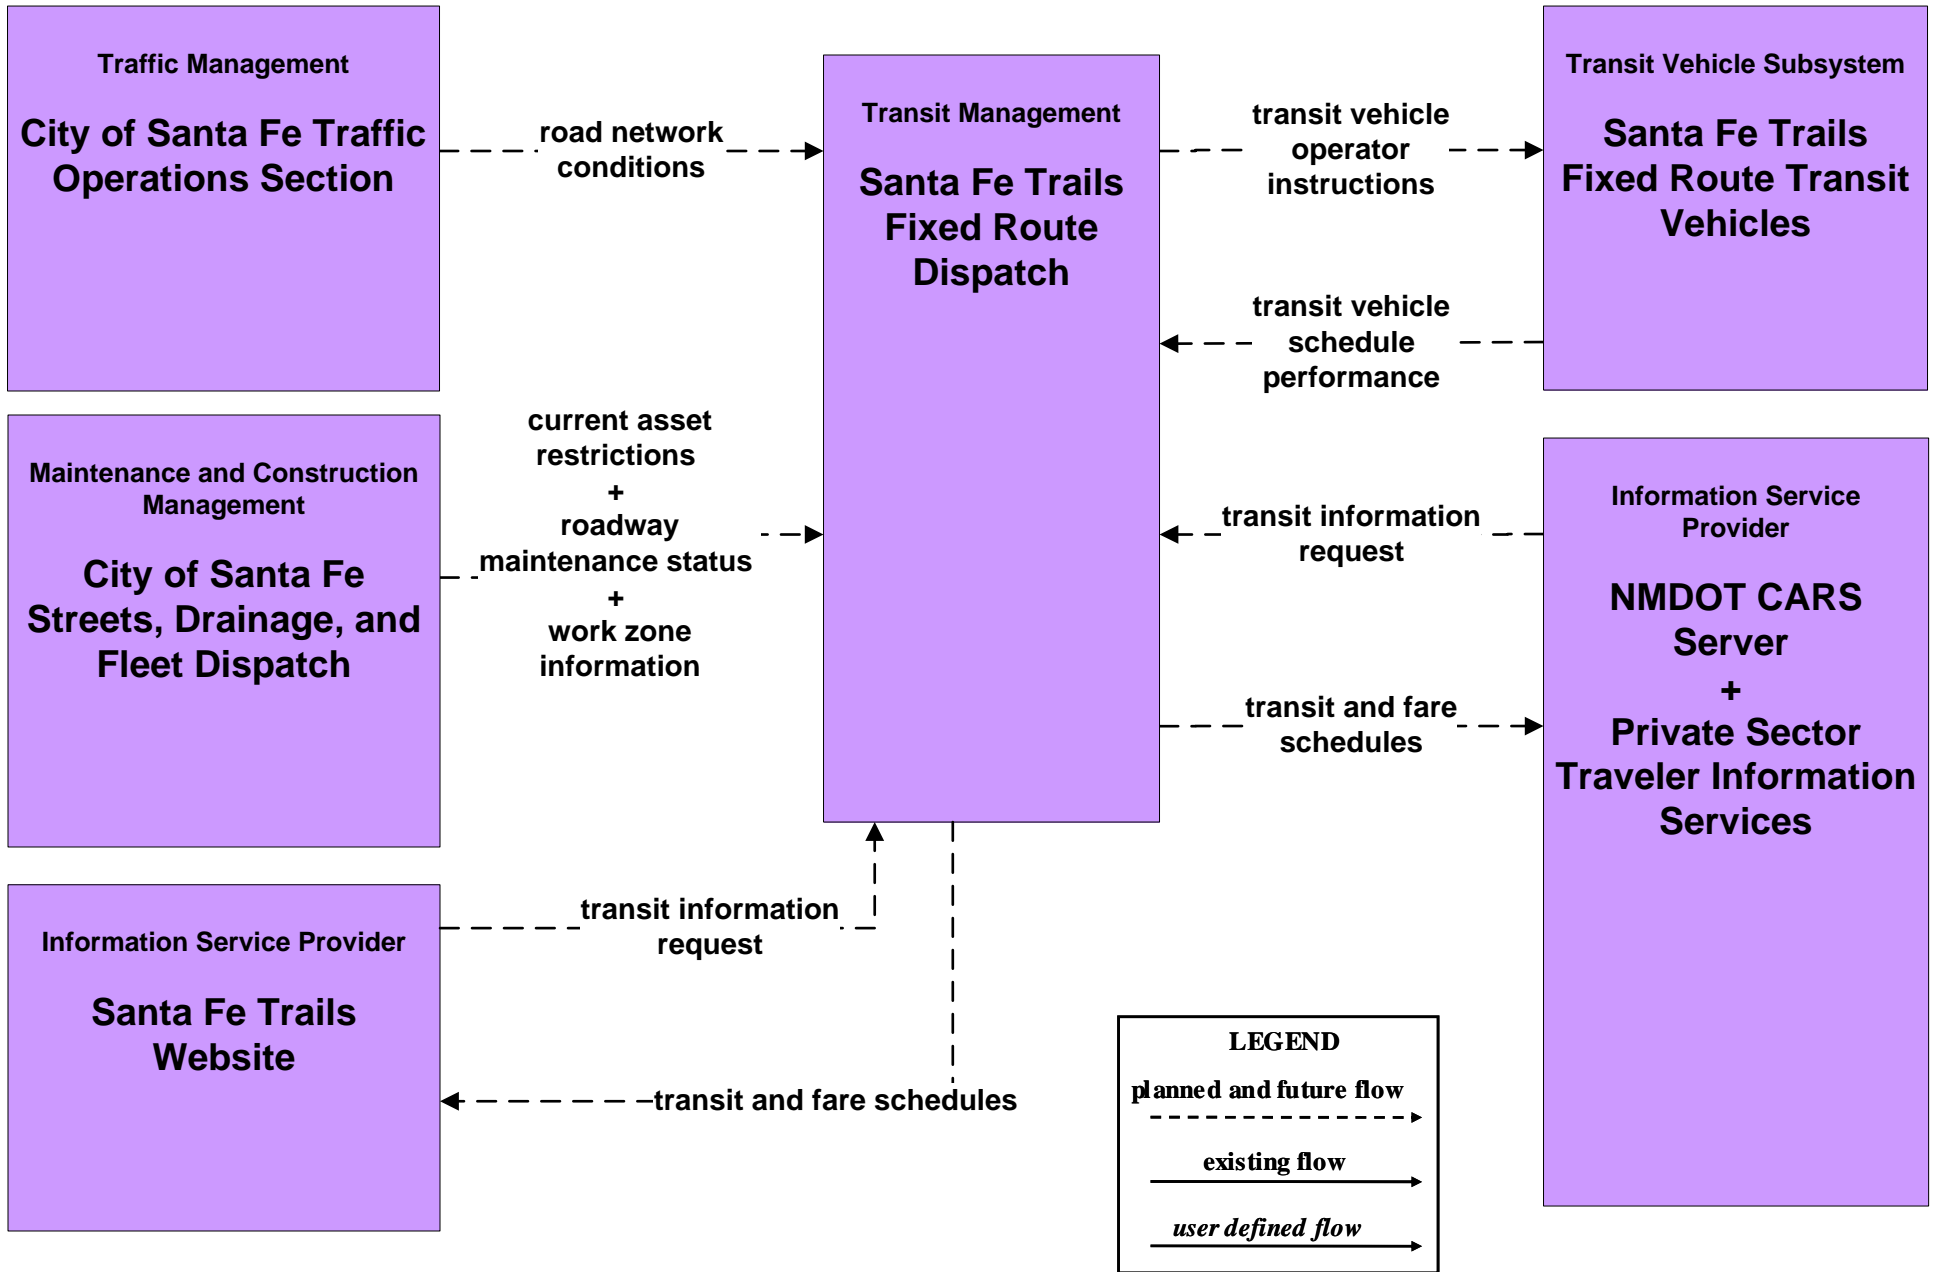 Traffic Management
City of Santa Fe Traffic
Operations Section
road network
conditions
Transit Management
Santa Fe Trails
Fixed Route
Dispatch
transit vehicle
operator
instructions
Transit Vehicle Subsystem
Santa Fe Trails
Fixed Route Transit
Vehicles
transit vehicle
schedule
performance
Maintenance and Construction
Management
City of Santa Fe
Streets, Drainage, and
Fleet Dispatch
current asset
restrictions
+
roadway
maintenance status
+
work zone
information
transit information
request
Information Service
Provider
NMDOT CARS
Server
+
Private Sector
Traveler Information
Services
transit and fare
schedules
Information Service Provider
Santa Fe Trails
Website
transit information
request
transit and fare schedules
LEGEND
planned and future flow
existing flow
user defined flow